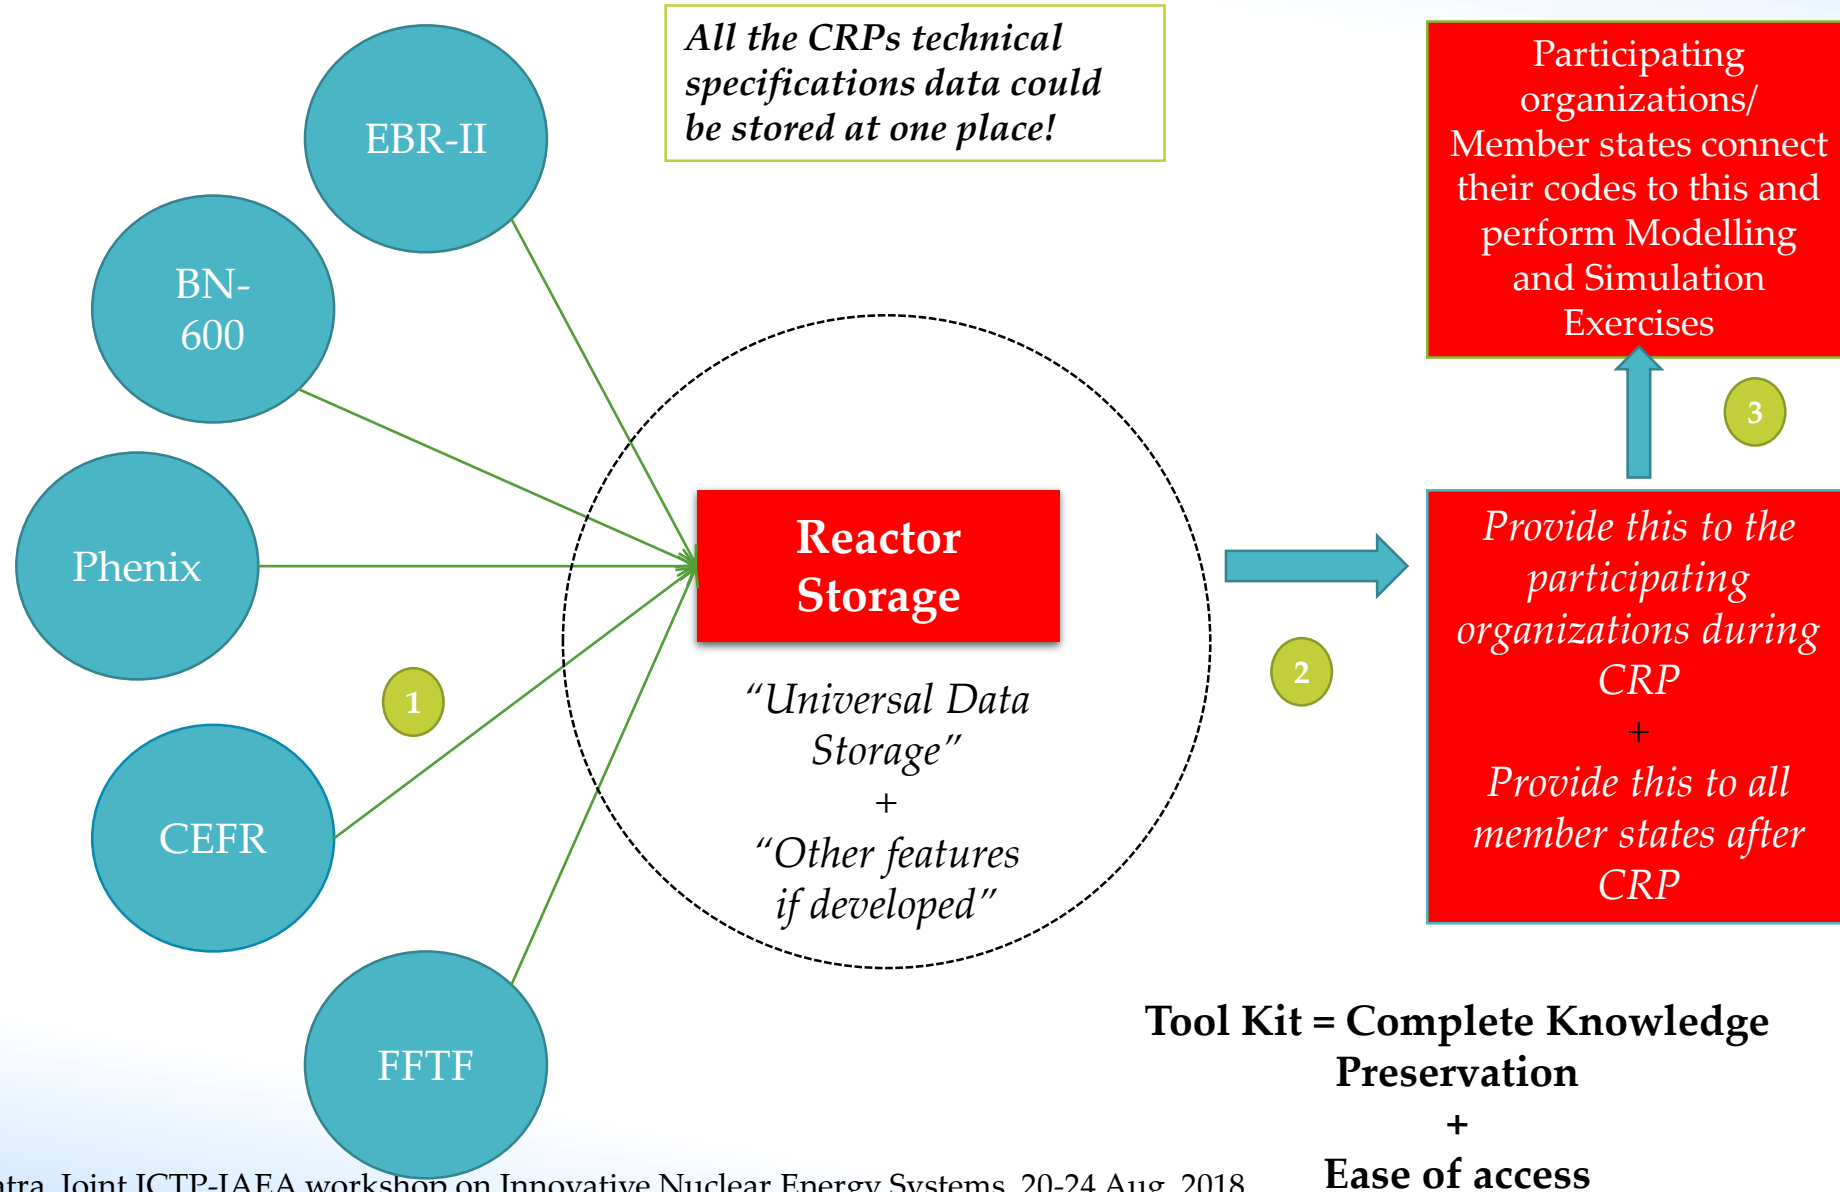 All the CRPs technical
specifications data could
be stored at one place!
EBR-II
BN-
600
Phenix
CEFR
FFTF
1
Reactor
Storage
“Universal Data
Storage”
+
“Other features
if developed”
2
Provide this to the
participating
organizations during
CRP
+
Provide this to all
member states after
CRP
3
Participating
organizations/
Member states connect
their codes to this and
perform Modelling
and Simulation
Exercises
Tool Kit = Complete Knowledge
Preservation
+
Ease of access
Joint ICTP-IAEA workshop on Innovative Nuclear Energy Systems, 20-24 Aug, 2018